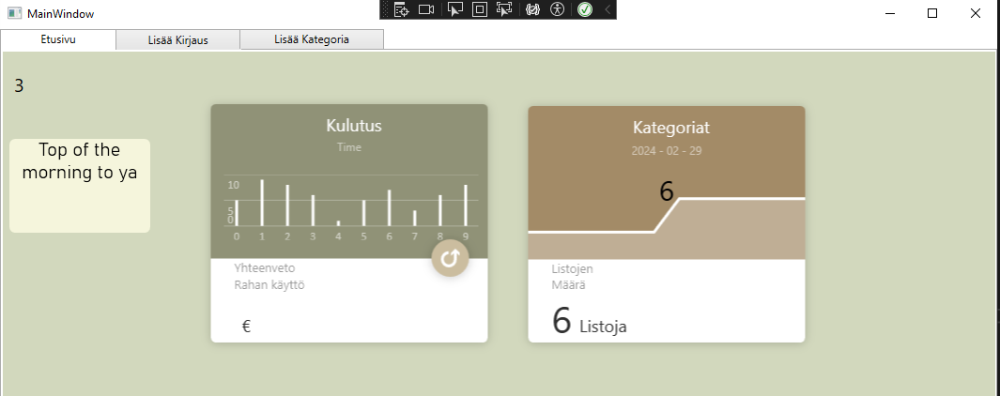 MainWindow
Etusivu
Lisää Kirjaus
Lisää Kategoria
3
Top of the
morning to ya
Kulutus
Time
10
5
0
0 1 2 3 4 5 6 7 8 9
Yhteenveto
Rahan käyttö
€
Kategoriat
2024 - 02 - 29
6
Listojen
Määrä
6 Listoja